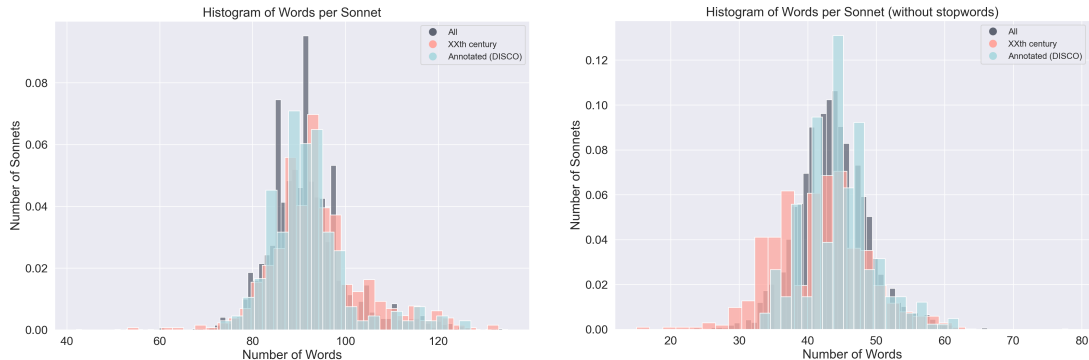 Histogram of Words per Sonnet
All
XXth century
Annotated (DISCO)
Number of Sonnets
0.08
0.06
0.04
0.02
0.00
40 60 80 100 120
Number of Words
Histogram of Words per Sonnet (without stopwords)
All
XXth century
Annotated (DISCO)
Number of Sonnets
0.12
0.10
0.08
0.06
0.04
0.02
0.00
20 30 40 50 60 70 80
Number of Words